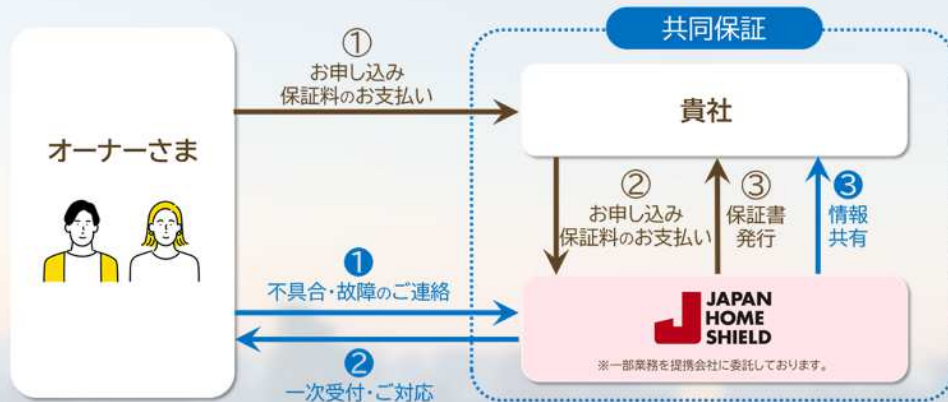 共同保証
①
お申し込み
保証料のお支払い
貴社
オーナーさま
②
お申し込み
保証料のお支払い
③
保証書
発行
❸
情報
共有
❶
不具合・故障のご連絡
❷
一次受付・ご対応
JAPAN
HOME
SHIELD
※一部業務を提携会社に委託しております。